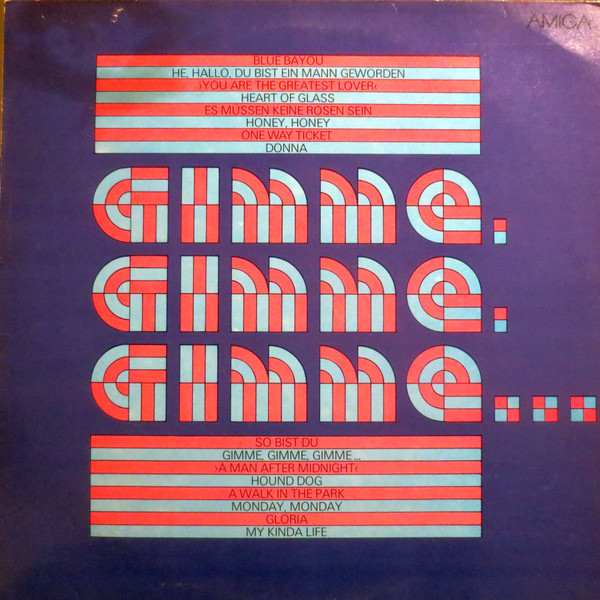 AMIGA
BLUE BAYOU
HE, HALLO, DU BIST EIN MANN GEWORDEN
›YOU ARE THE GREATEST LOVER‹
HEART OF GLASS
ES MÜSSEN KEINE ROSEN SEIN
HONEY, HONEY
ONE WAY TICKET
DONNA
GIMME.
GIMME.
GIMME...
SO BIST DU
GIMME, GIMME, GIMME...
›A MAN AFTER MIDNIGHT‹
HOUND DOG
A WALK IN THE PARK
MONDAY, MONDAY
GLORIA
MY KINDA LIFE